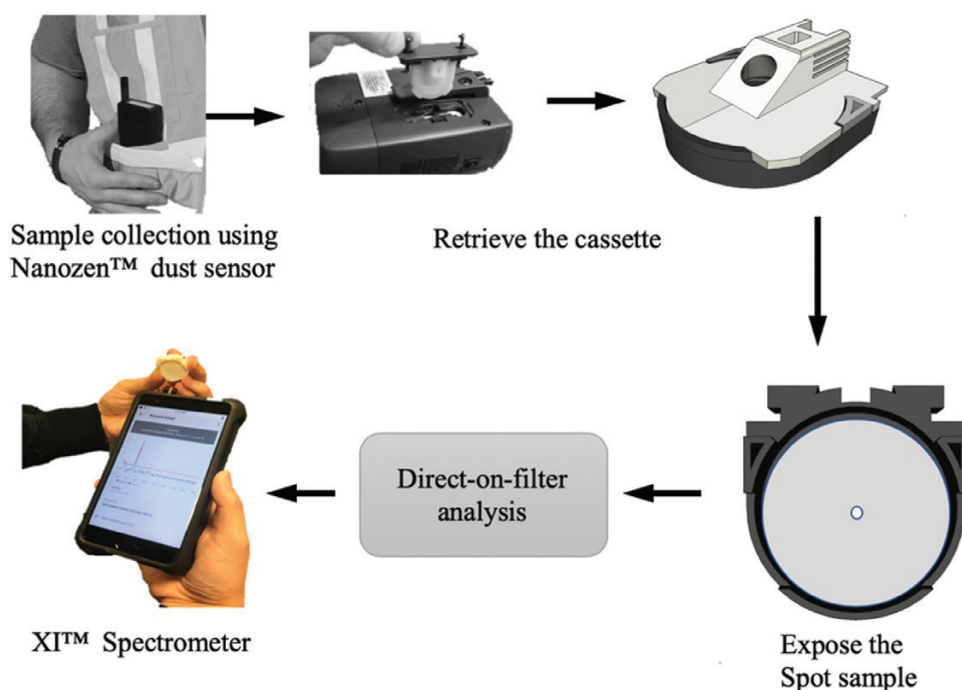 Sample collection using
Nanozen™ dust sensor
Retrieve the cassette
Direct-on-filter
analysis
XI™ Spectrometer
Expose the
Spot sample